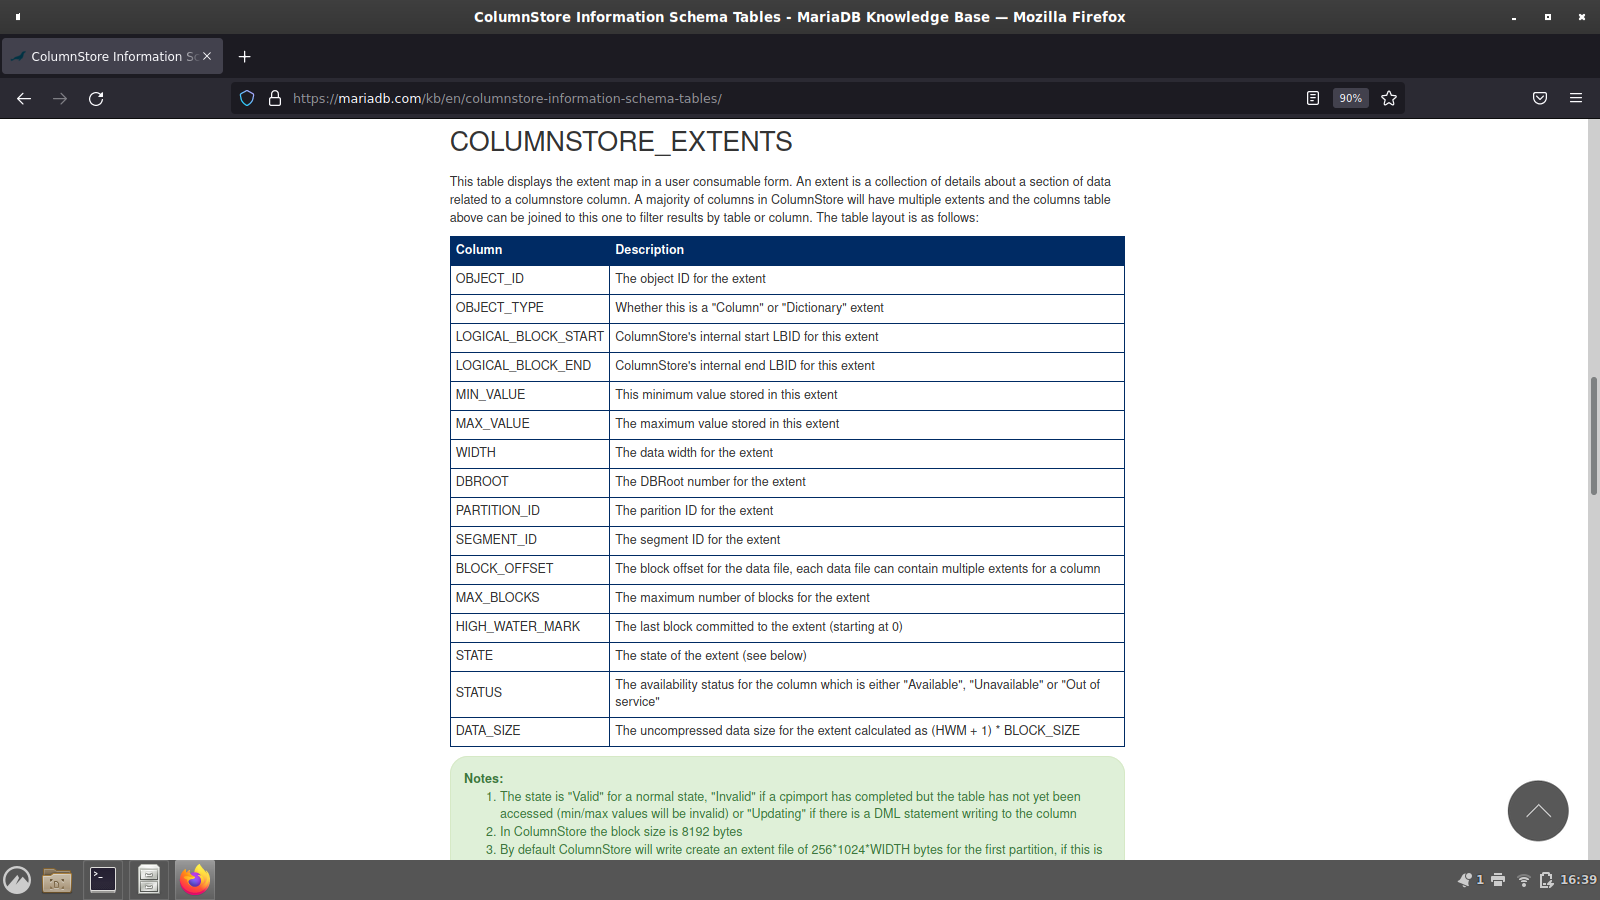 ColumnStore Information Schema Tables - MariaDB Knowledge Base — Mozilla Firefox
ColumnStore Information Sc
https://mariadb.com/kb/en/columnstore-information-schema-tables/
90%
COLUMNSTORE_EXTENTS
This table displays the extent map in a user consumable form. An extent is a collection of details about a section of data
related to a columnstore column. A majority of columns in ColumnStore will have multiple extents and the columns table
above can be joined to this one to filter results by table or column. The table layout is as follows:
Column Description
OBJECT_ID The object ID for the extent
OBJECT_TYPE Whether this is a "Column" or "Dictionary" extent
LOGICAL_BLOCK_START ColumnStore's internal start LBID for this extent
LOGICAL_BLOCK_END ColumnStore's internal end LBID for this extent
MIN_VALUE This minimum value stored in this extent
MAX_VALUE The maximum value stored in this extent
WIDTH The data width for the extent
DBROOT The DBRoot number for the extent
PARTITION_ID The parition ID for the extent
SEGMENT_ID The segment ID for the extent
BLOCK_OFFSET The block offset for the data file, each data file can contain multiple extents for a column
MAX_BLOCKS The maximum number of blocks for the extent
HIGH_WATER_MARK The last block committed to the extent (starting at 0)
STATE The state of the extent (see below)
STATUS The availability status for the column which is either "Available", "Unavailable" or "Out of
service"
DATA_SIZE The uncompressed data size for the extent calculated as (HWM + 1) * BLOCK_SIZE
Notes:
1. The state is "Valid" for a normal state, "Invalid" if a cpimport has completed but the table has not yet been
accessed (min/max values will be invalid) or "Updating" if there is a DML statement writing to the column
2. In ColumnStore the block size is 8192 bytes
3. By default ColumnStore will write create an extent file of 256*1024*WIDTH bytes for the first partition, if this is
1
16:39